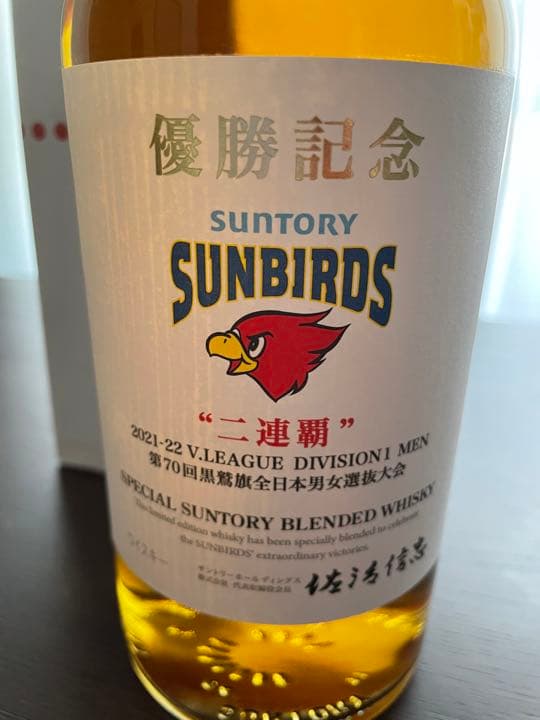 優勝記念
SUNTORY
SUNBIRDS
“二連覇”
2021-22 V.LEAGUE DIVISION1 MEN
第70回黒鷲旗全日本男女選抜大会
SPECIAL SUNTORY BLENDED WHISKY
This limited edition whisky has been specially blended to celebrate
the SUNBIRDS' extraordinary victories.
ウイスキー
サントリーホールディングス
株式会社 代表取締役会長
佐治信忠